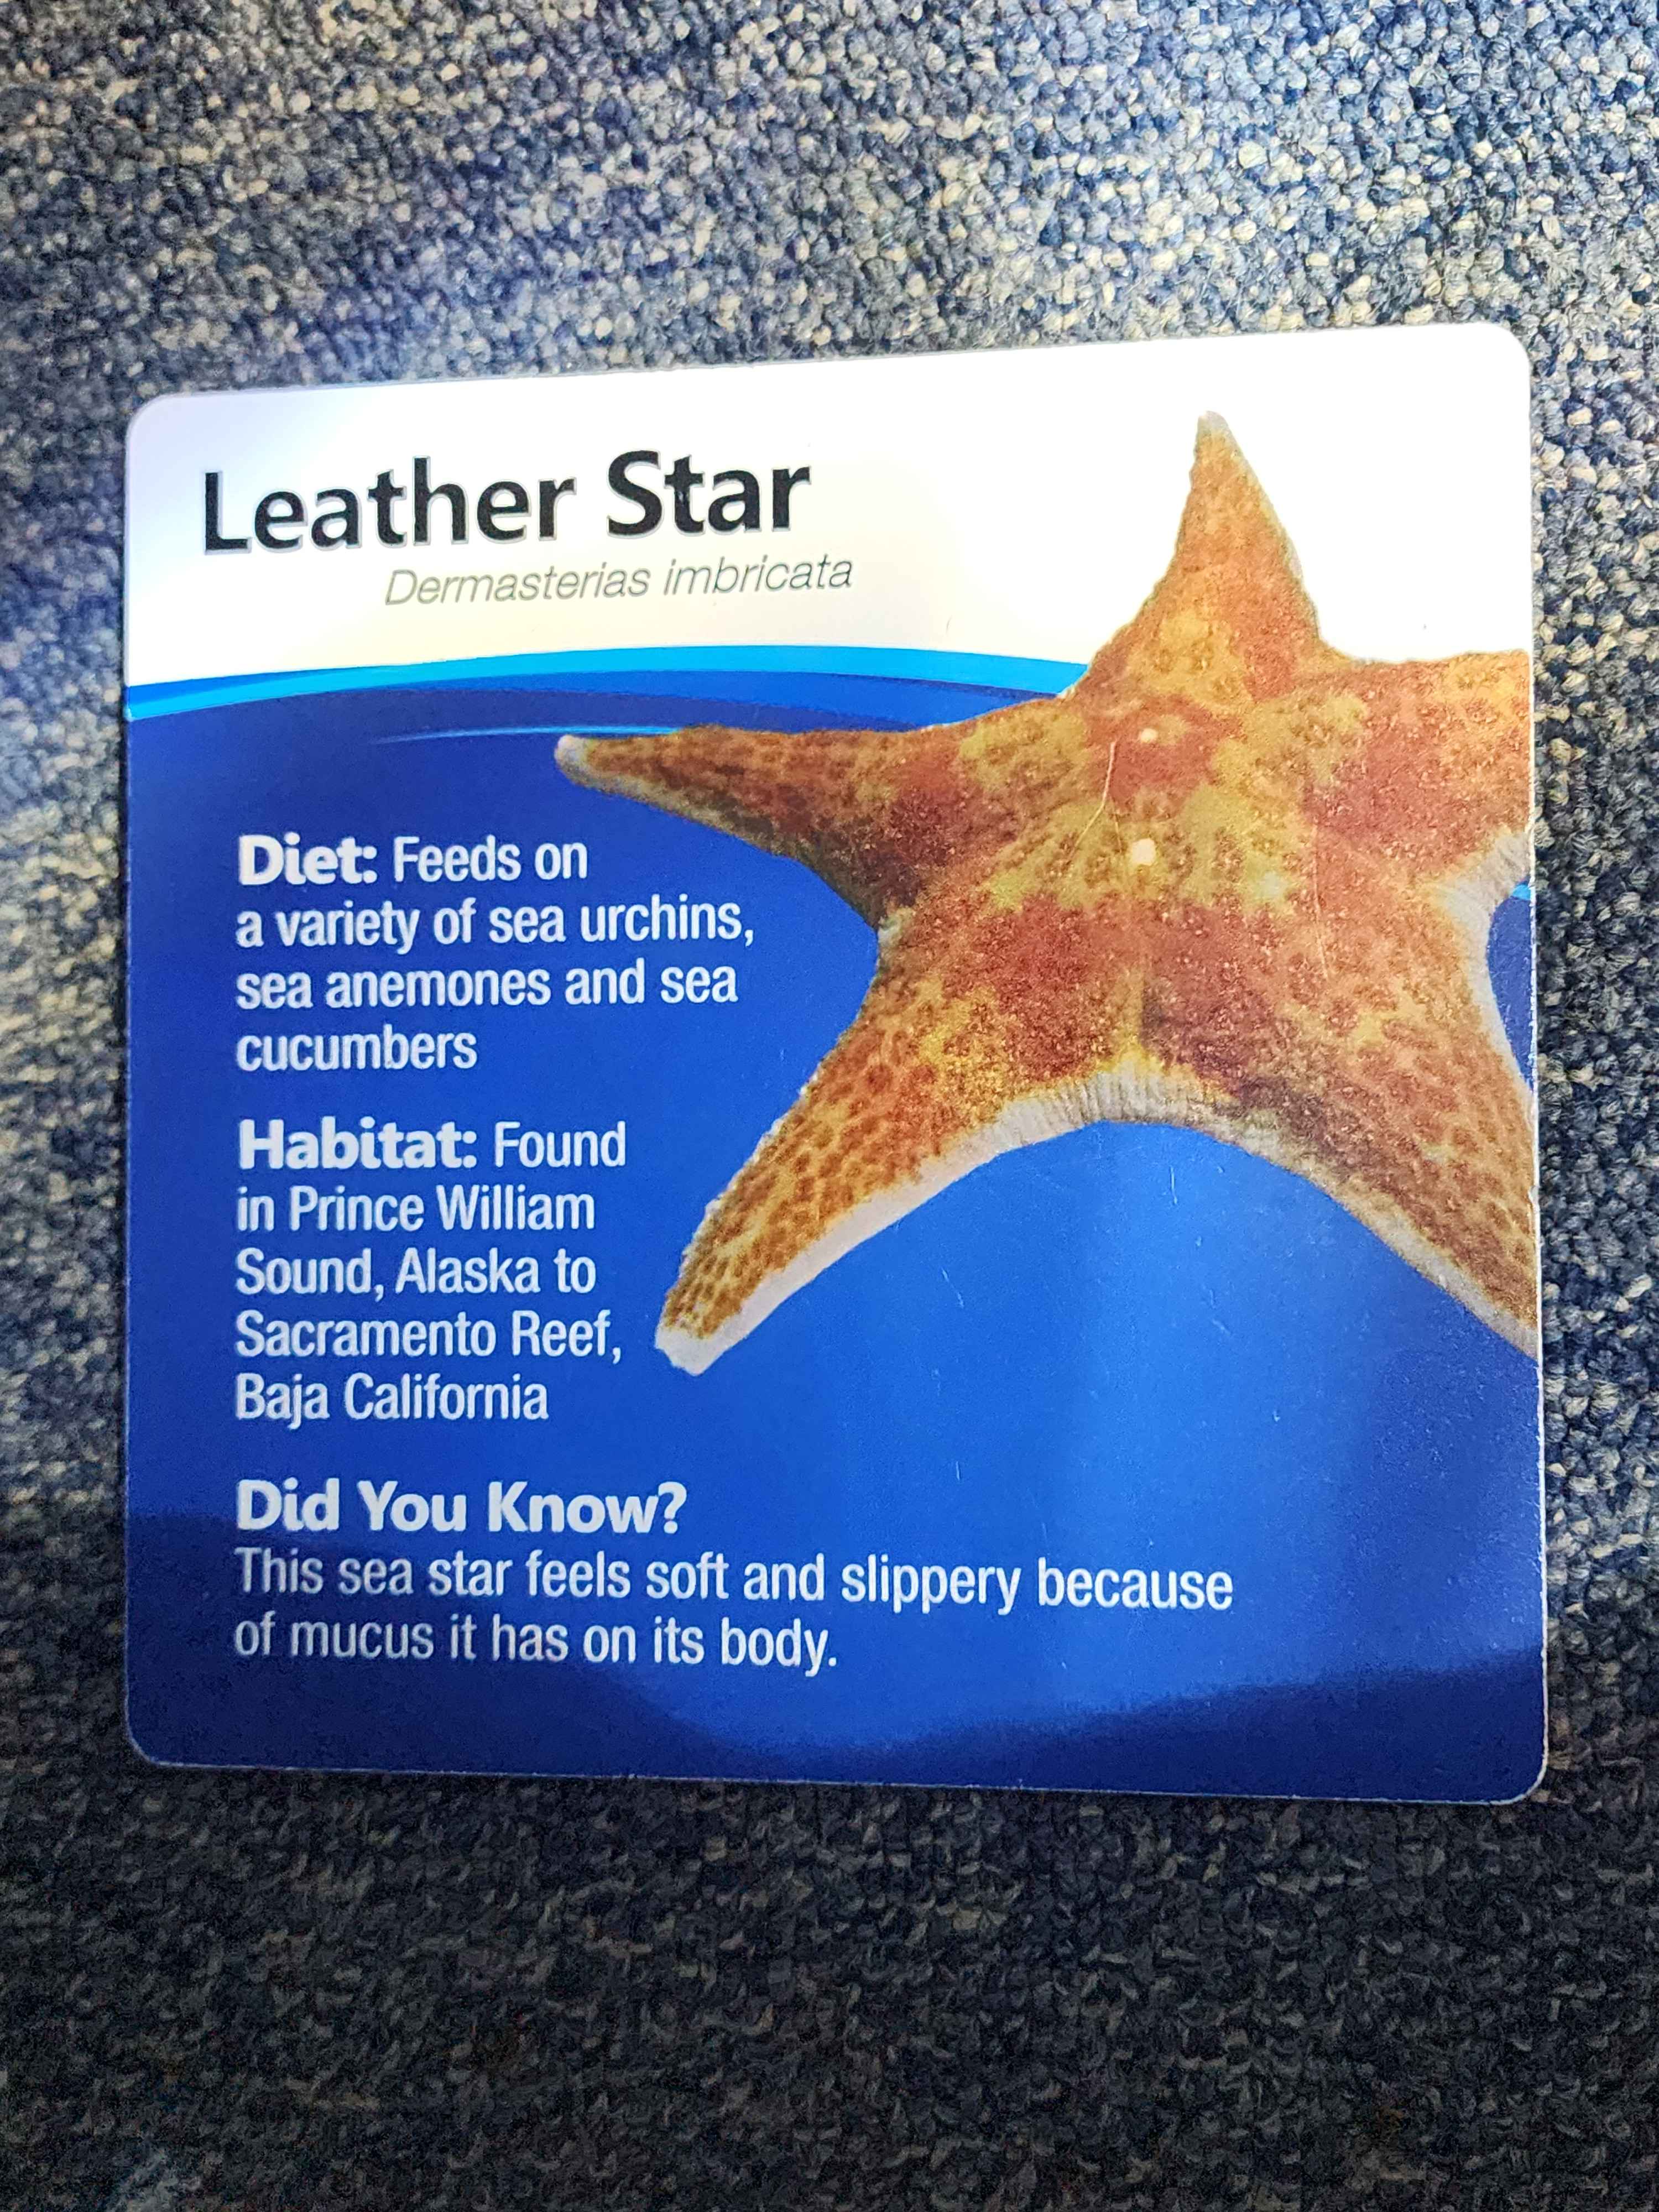 Leather Star
Dermasterias imbricata
Diet: Feeds on
a variety of sea urchins,
sea anemones and sea
cucumbers
Habitat: Found
in Prince William
Sound, Alaska to
Sacramento Reef,
Baja California
Did You Know?
This sea star feels soft and slippery because
of mucus it has on its body.